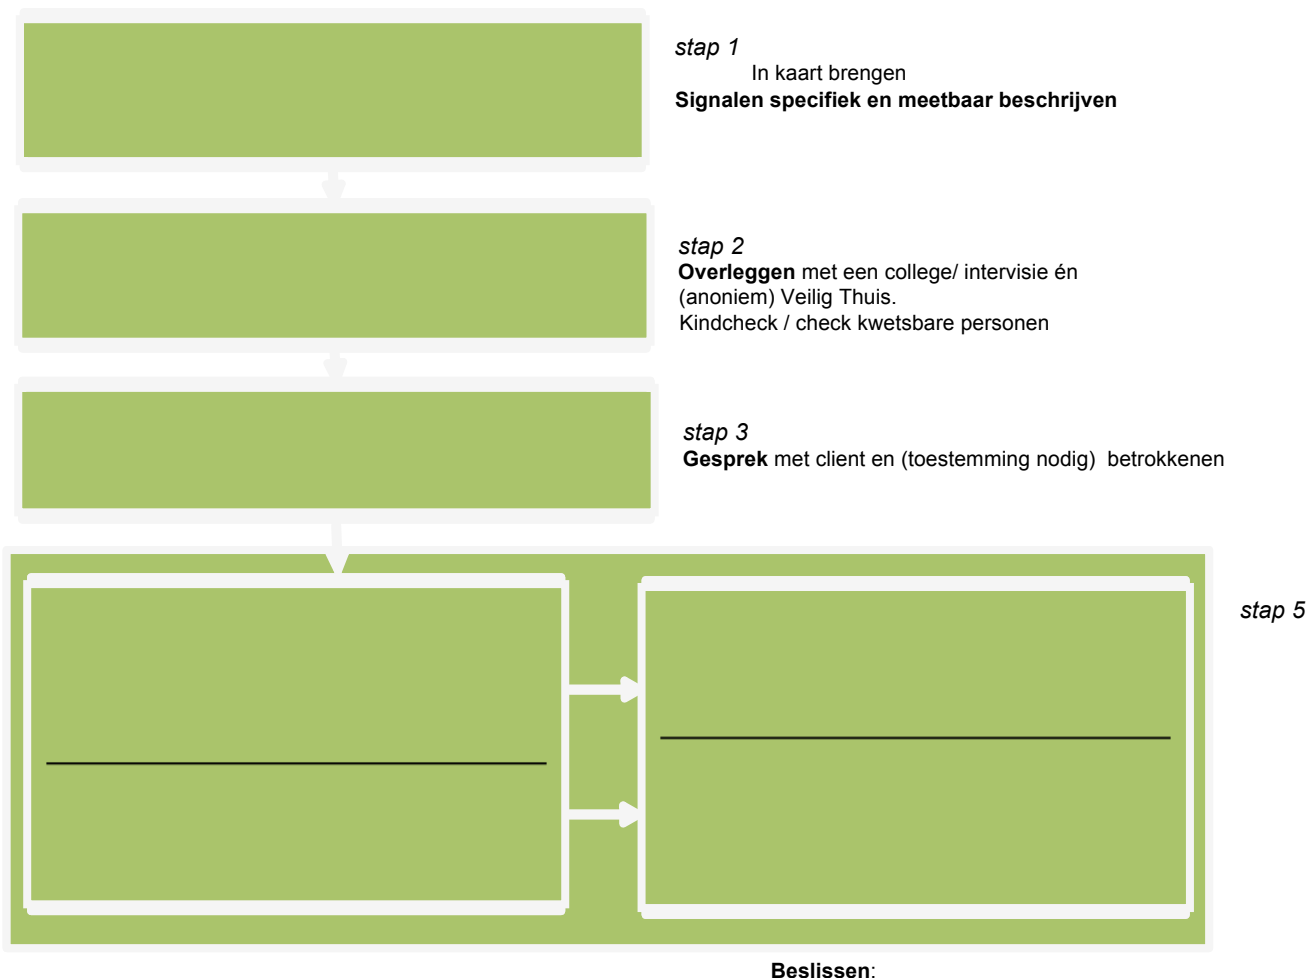 stap 1
In kaart brengen
Signalen specifiek en meetbaar beschrijven
stap 2
Overleggen met een college/ intervisie én
(anoniem) Veilig Thuis.
Kindcheck / check kwetsbare personen
stap 3
Gesprek met client en (toestemming nodig)  betrokkenen
stap 5
Beslissen: